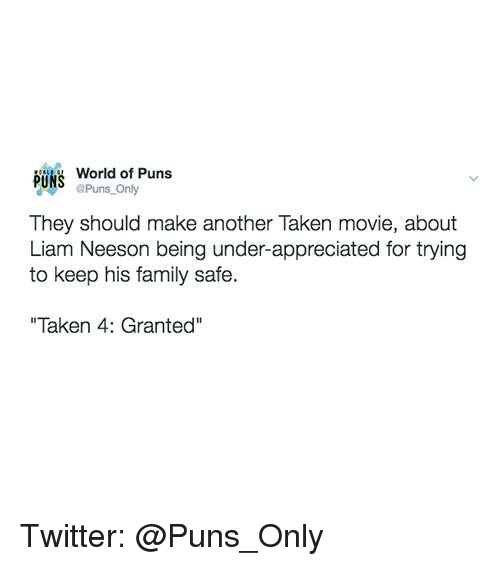 WORLD OF
PUNS
World of Puns
@Puns_Only
They should make another Taken movie, about
Liam Neeson being under-appreciated for trying
to keep his family safe.
"Taken 4: Granted"
Twitter: @Puns_Only